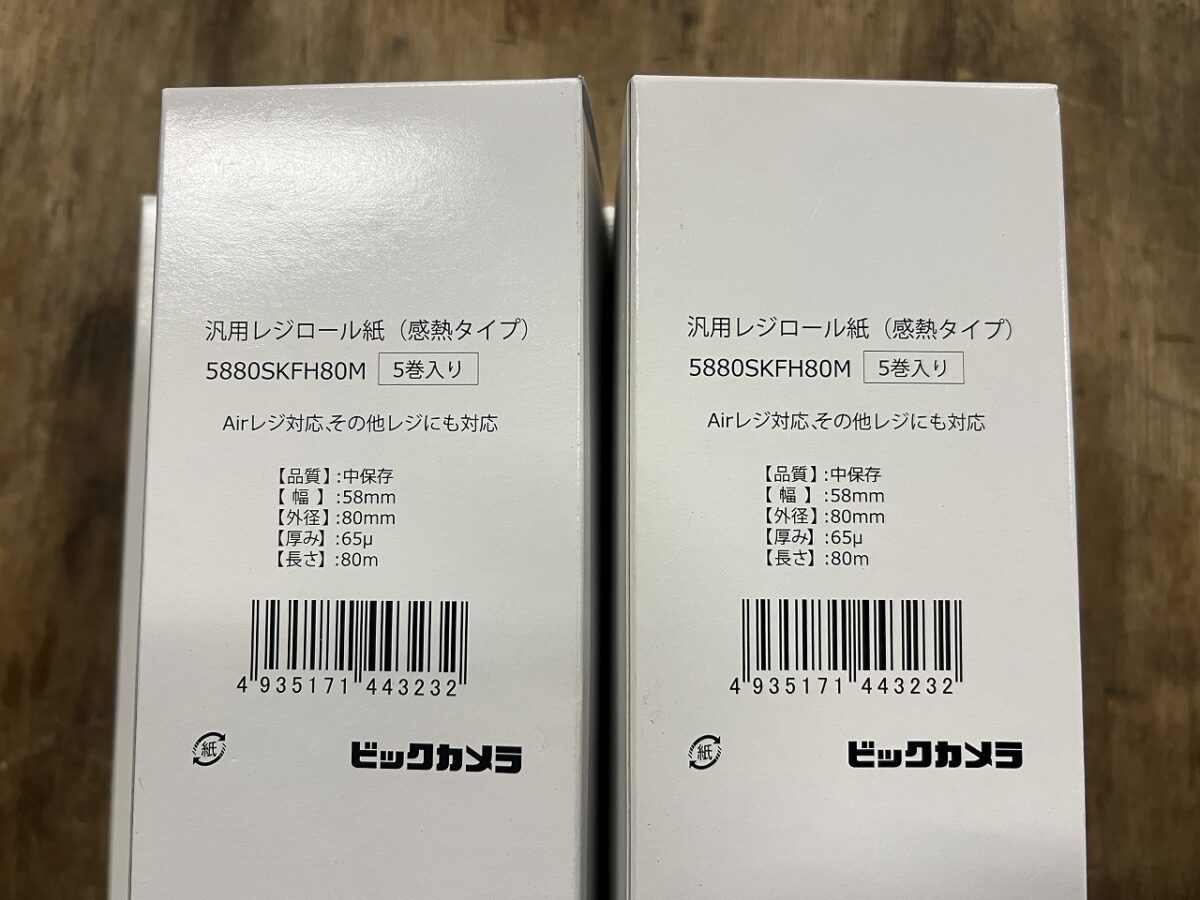 汎用レジロール紙（感熱タイプ）
5880SKFH80M 5巻入り
Airレジ対応、その他レジにも対応
【品質】:中保存
【 幅 】:58mm
【外径】:80mm
【厚み】:65μ
【長さ】:80m
4 935171 443232
紙
ビックカメラ
汎用レジロール紙（感熱タイプ）
5880SKFH80M 5巻入り
Airレジ対応、その他レジにも対応
【品質】:中保存
【 幅 】:58mm
【外径】:80mm
【厚み】:65μ
【長さ】:80m
4 935171 443232
紙
ビックカメラ